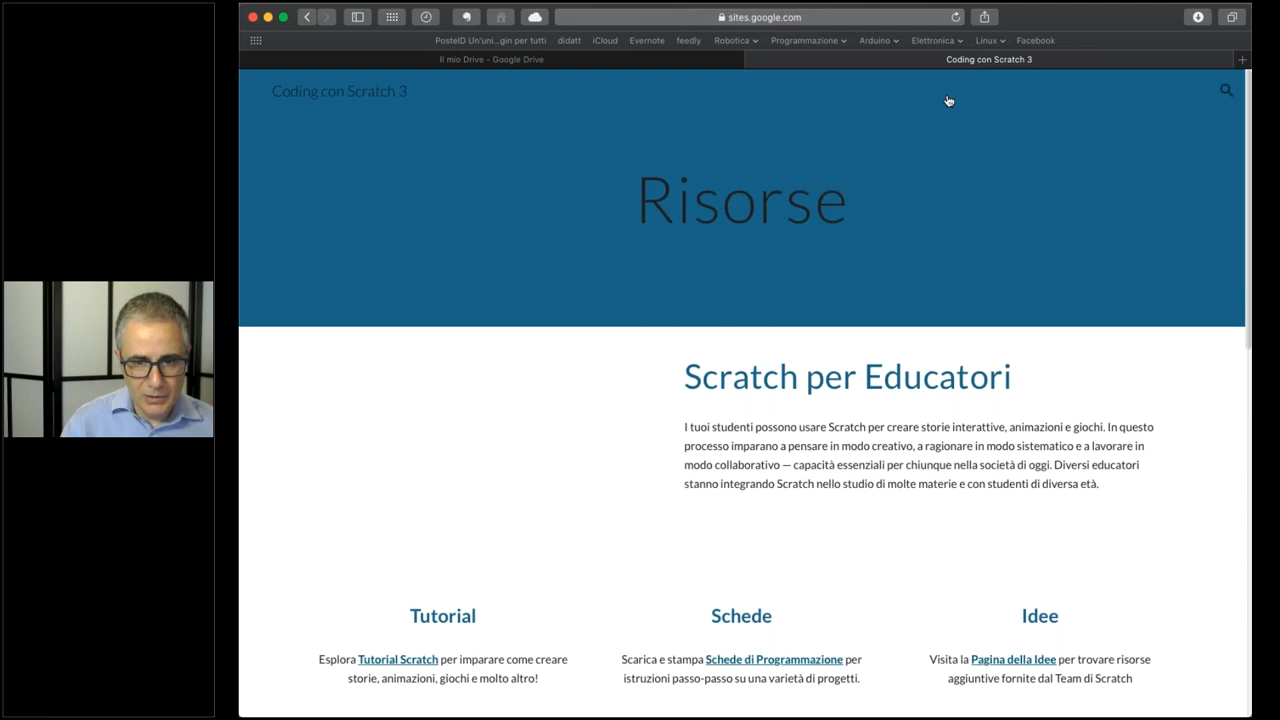 sites.google.com
PosteID Un'uni...gin per tutti didatt iCloud Evernote feedly Robotica Programmazione Arduino Elettronica Linux Facebook
Il mio Drive - Google Drive
Coding con Scratch 3
Coding con Scratch 3
Risorse
Scratch per Educatori
I tuoi studenti possono usare Scratch per creare storie interattive, animazioni e giochi. In questo
processo imparano a pensare in modo creativo, a ragionare in modo sistematico e a lavorare in
modo collaborativo — capacità essenziali per chiunque nella società di oggi. Diversi educatori
stanno integrando Scratch nello studio di molte materie e con studenti di diversa età.
Tutorial
Esplora Tutorial Scratch per imparare come creare
storie, animazioni, giochi e molto altro!
Schede
Scarica e stampa Schede di Programmazione per
istruzioni passo-passo su una varietà di progetti.
Idee
Visita la Pagina della Idee per trovare risorse
aggiuntive fornite dal Team di Scratch